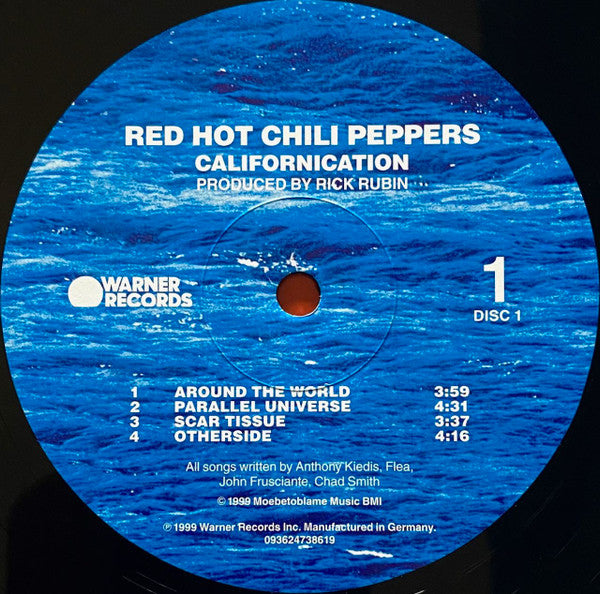 RED HOT CHILI PEPPERS
CALIFORNICATION
PRODUCED BY RICK RUBIN
WARNER
RECORDS
1
DISC 1
1 AROUND THE WORLD 3:59
2 PARALLEL UNIVERSE 4:31
3 SCAR TISSUE 3:37
4 OTHERSIDE 4:16
All songs written by Anthony Kiedis, Flea,
John Frusciante, Chad Smith
© 1999 Moebetoblame Music BMI
℗ 1999 Warner Records Inc. Manufactured in Germany.
093624738619